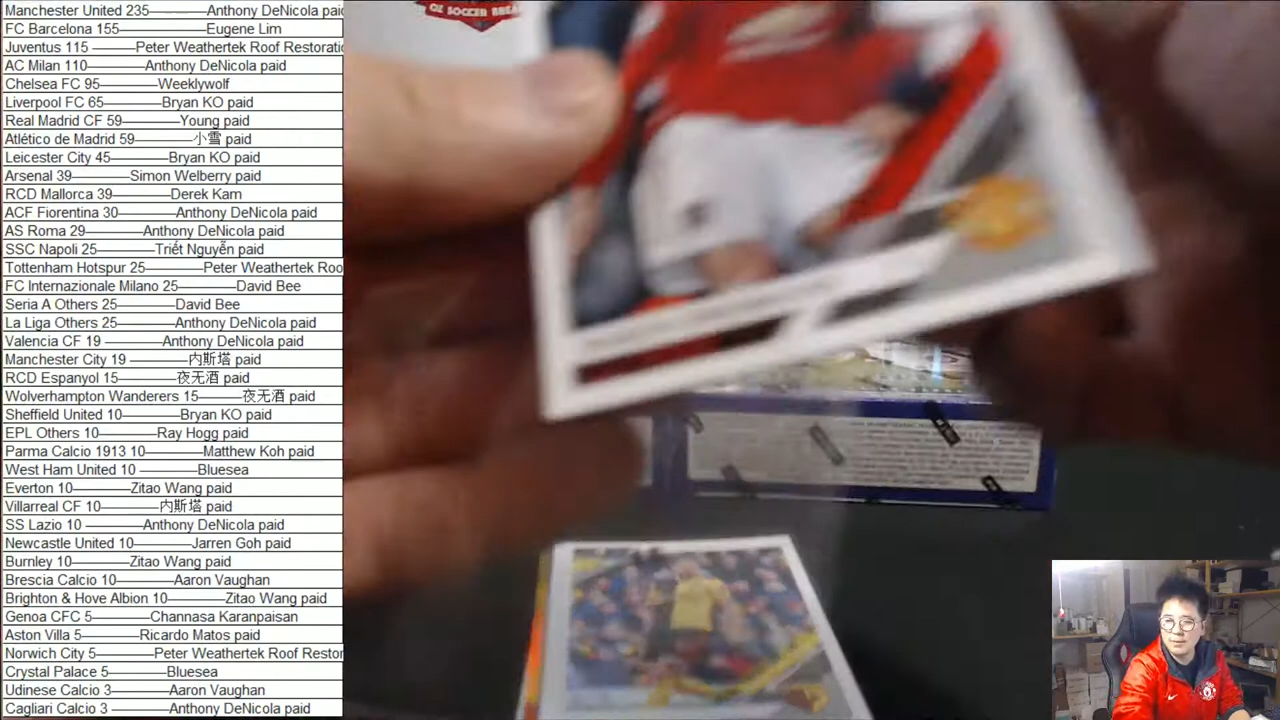 Manchester United 235———Anthony DeNicola paid
FC Barcelona 155————Eugene Lim
Juventus 115 ———Peter Weathertek Roof Restoratio
AC Milan 110———Anthony DeNicola paid
Chelsea FC 95————Weeklywolf
Liverpool FC 65————Bryan KO paid
Real Madrid CF 59————Young paid
Atlético de Madrid 59————小雪 paid
Leicester City 45————Bryan KO paid
Arsenal 39————Simon Welberry paid
RCD Mallorca 39 ————Derek Kam
ACF Fiorentina 30————Anthony DeNicola paid
AS Roma 29————Anthony DeNicola paid
SSC Napoli 25————Triết Nguyễn paid
Tottenham Hotspur 25————Peter Weathertek Roo
FC Internazionale Milano 25————David Bee
Seria A Others 25————David Bee
La Liga Others 25————Anthony DeNicola paid
Valencia CF 19 ————Anthony DeNicola paid
Manchester City 19 ————内斯塔 paid
RCD Espanyol 15————夜无酒 paid
Wolverhampton Wanderers 15————夜无酒 paid
Sheffield United 10————Bryan KO paid
EPL Others 10————Ray Hogg paid
Parma Calcio 1913 10————Matthew Koh paid
West Ham United 10 ————Bluesea
Everton 10————Zitao Wang paid
Villarreal CF 10————内斯塔 paid
SS Lazio 10 ————Anthony DeNicola paid
Newcastle United 10————Jarren Goh paid
Burnley 10————Zitao Wang paid
Brescia Calcio 10————Aaron Vaughan
Brighton & Hove Albion 10————Zitao Wang paid
Genoa CFC 5————Channasa Karanpaisan
Aston Villa 5————Ricardo Matos paid
Norwich City 5————Peter Weathertek Roof Restor
Crystal Palace 5————Bluesea
Udinese Calcio 3————Aaron Vaughan
Cagliari Calcio 3 ————Anthony DeNicola paid
OZ SOCCER BREA